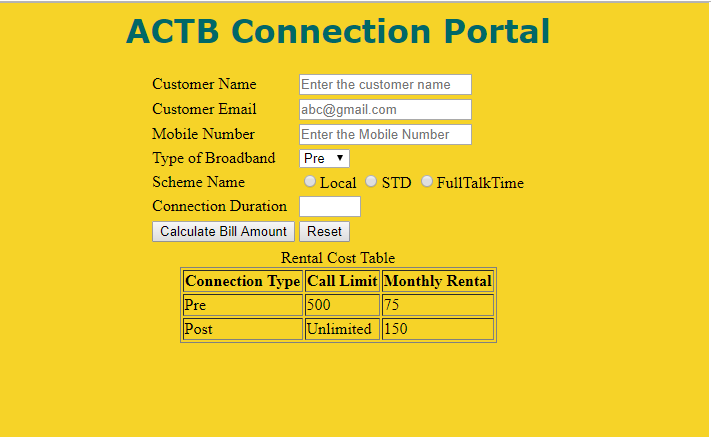 ACTB Connection Portal
Customer Name Enter the customer name
Customer Email abc@gmail.com
Mobile Number Enter the Mobile Number
Type of Broadband Pre
Scheme Name Local STD FullTalkTime
Connection Duration
Calculate Bill Amount Reset
Rental Cost Table
Connection Type Call Limit Monthly Rental
Pre 500 75
Post Unlimited 150